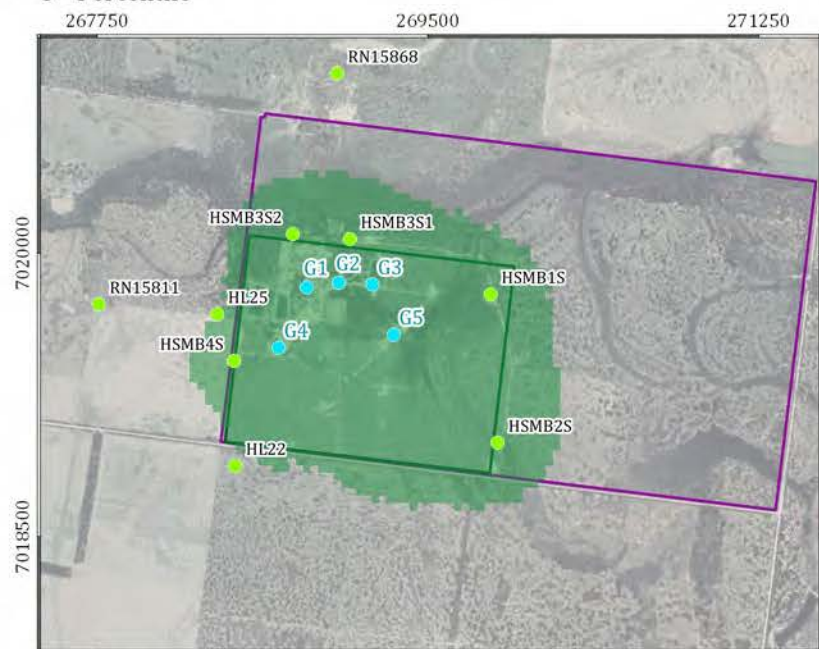 267750
269500
271250
RN15868
HSMB3S2
HSMB3S1
7020000
G1
G2
G3
HSMB1S
RN15811
HL25
G5
HSMB4S
G4
HSMB2S
HL22
7018500